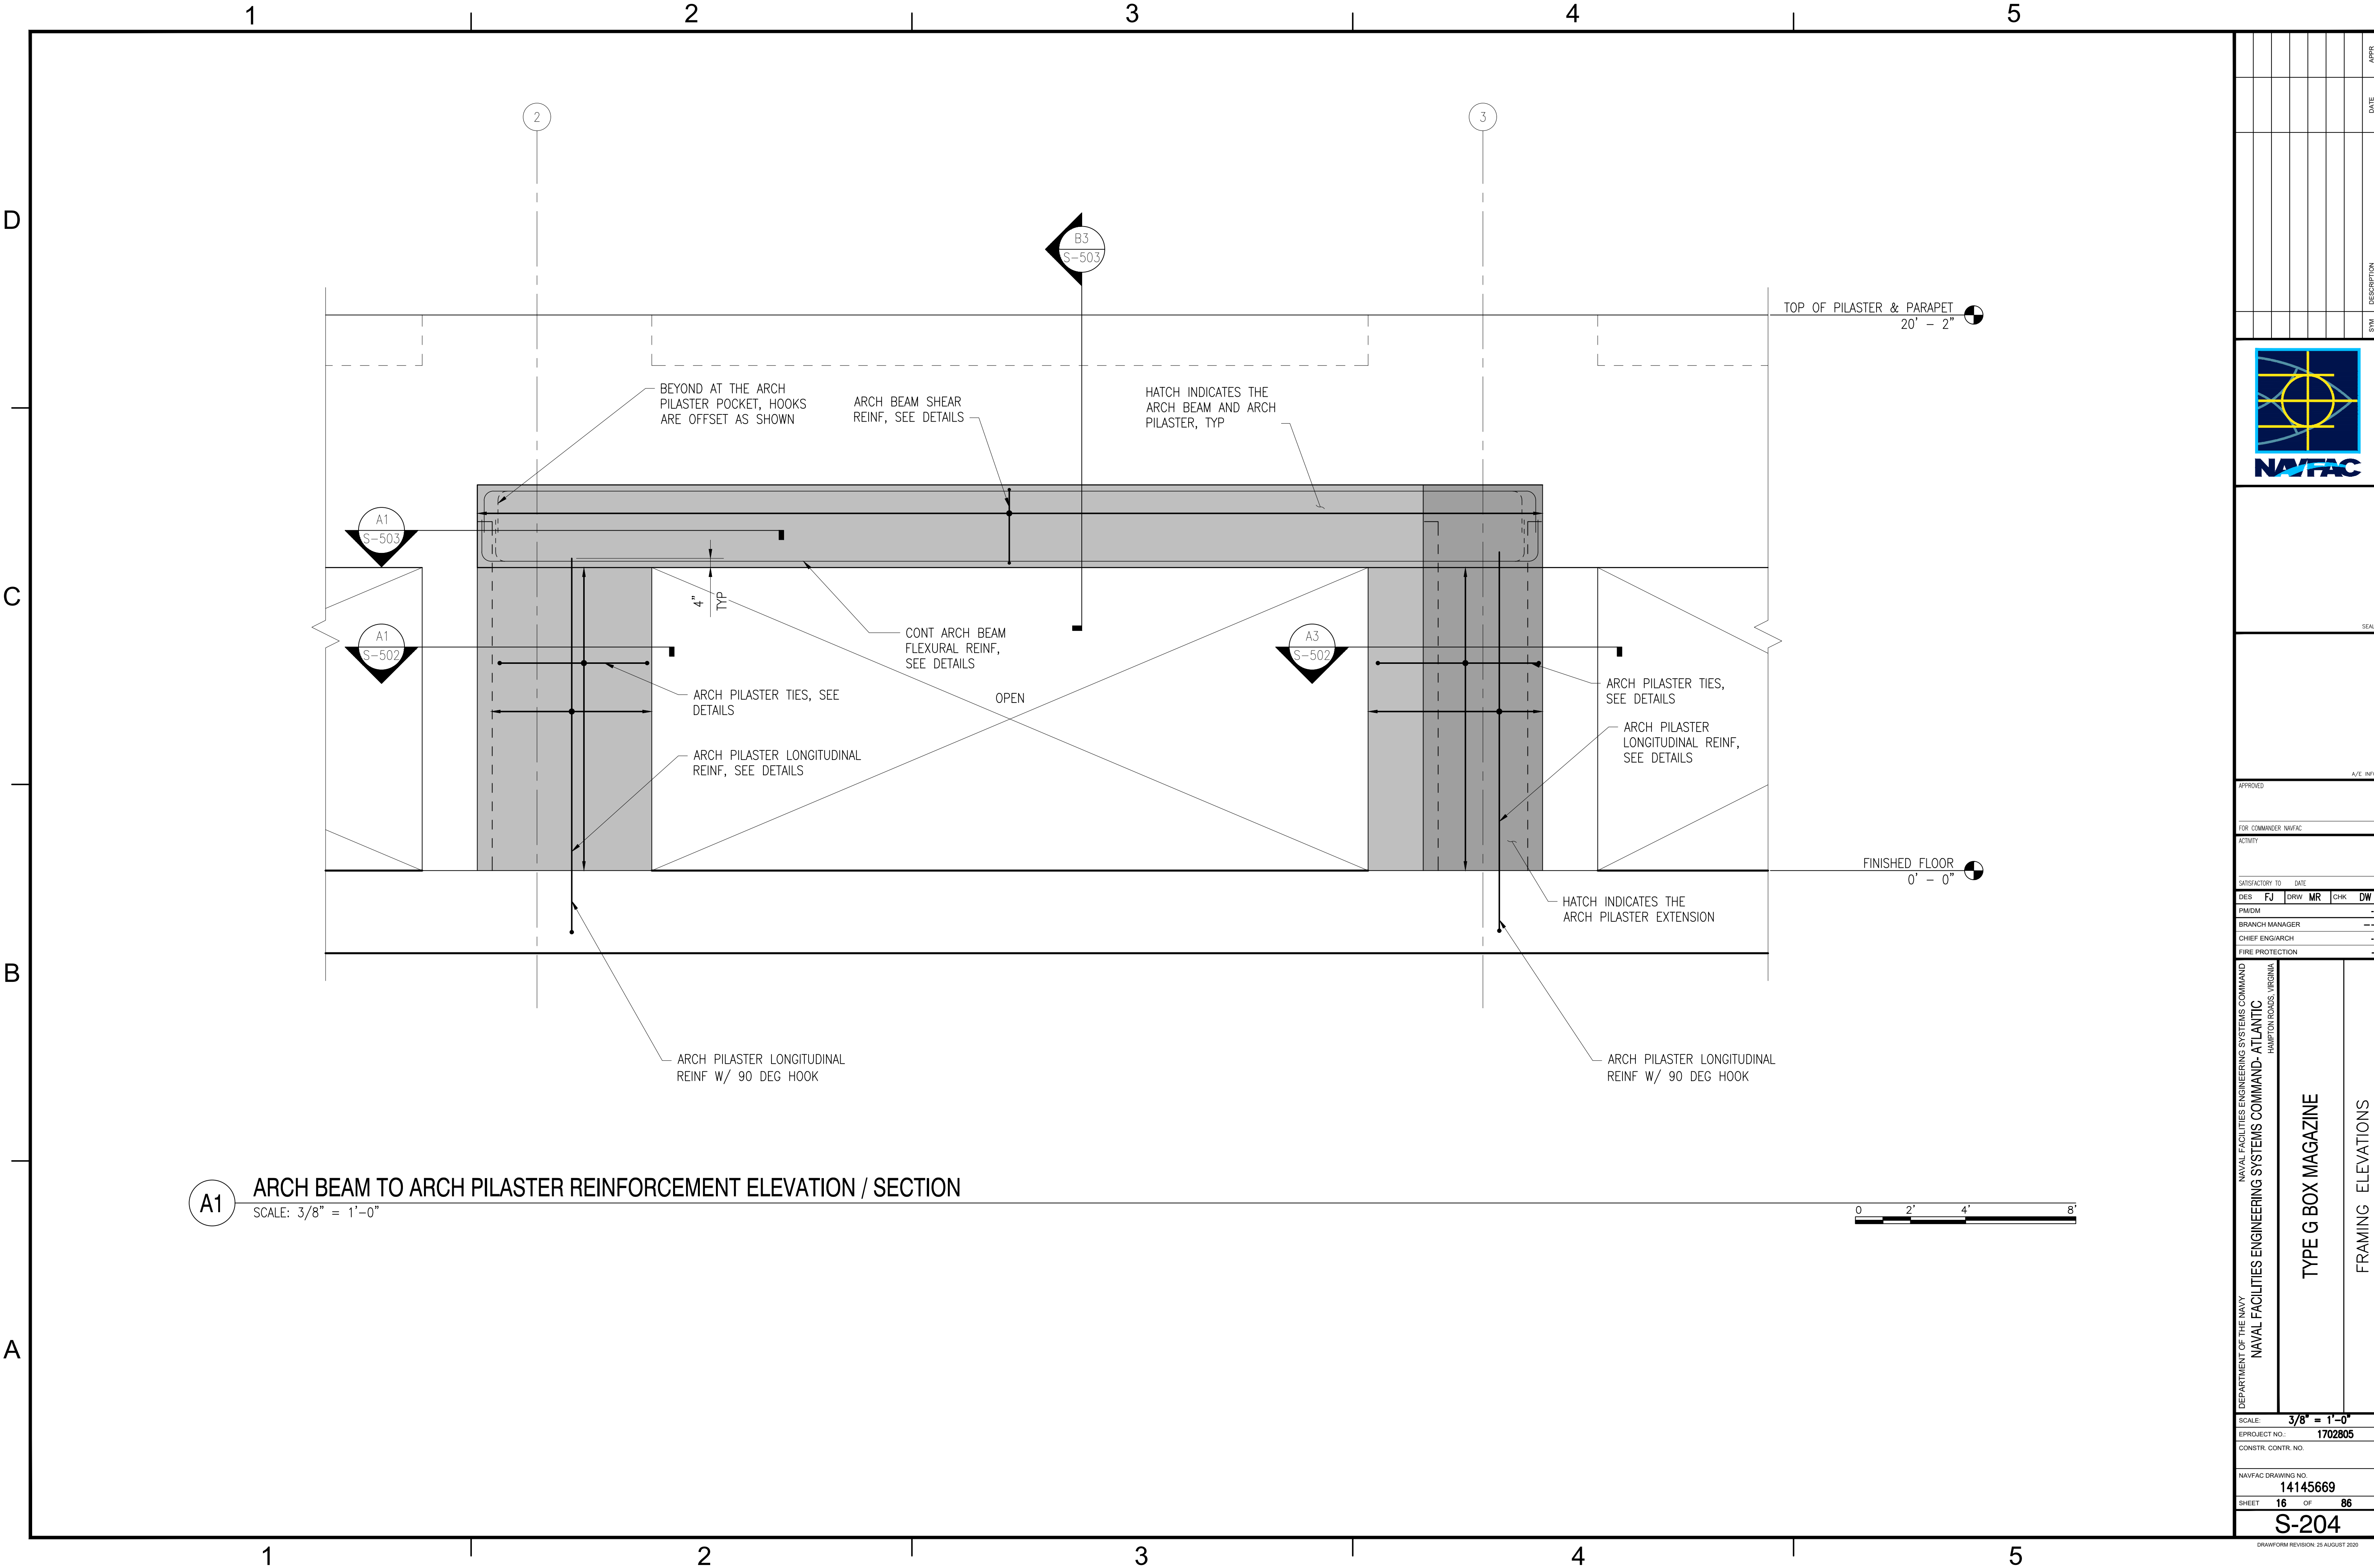 1 2 3 4 5
D
C
B
A
2
3
B3
S-503
TOP OF PILASTER & PARAPET
20' - 2"
BEYOND AT THE ARCH
PILASTER POCKET, HOOKS
ARE OFFSET AS SHOWN
ARCH BEAM SHEAR
REINF, SEE DETAILS
HATCH INDICATES THE
ARCH BEAM AND ARCH
PILASTER, TYP
A1
S-503
4"
TYP
A1
S-502
CONT ARCH BEAM
FLEXURAL REINF,
SEE DETAILS
A3
S-502
OPEN
ARCH PILASTER TIES, SEE
DETAILS
ARCH PILASTER TIES,
SEE DETAILS
ARCH PILASTER LONGITUDINAL
REINF, SEE DETAILS
ARCH PILASTER
LONGITUDINAL REINF,
SEE DETAILS
FINISHED FLOOR
0' - 0"
HATCH INDICATES THE
ARCH PILASTER EXTENSION
ARCH PILASTER LONGITUDINAL
REINF W/ 90 DEG HOOK
ARCH PILASTER LONGITUDINAL
REINF W/ 90 DEG HOOK
A1
ARCH BEAM TO ARCH PILASTER REINFORCEMENT ELEVATION / SECTION
SCALE: 3/8" = 1'-0"
0 2' 4' 8'
1 2 3 4 5
SYM DESCRIPTION DATE APPR
NAVFAC
SEAL
A/E INFO
APPROVED
FOR COMMANDER NAVFAC
ACTIVITY
SATISFACTORY TO DATE
DES FJ DRW MR CHK DW
PM/DM
BRANCH MANAGER
CHIEF ENG/ARCH
FIRE PROTECTION
DEPARTMENT OF THE NAVY NAVAL FACILITIES ENGINEERING SYSTEMS COMMAND
NAVAL FACILITIES ENGINEERING SYSTEMS COMMAND- ATLANTIC
HAMPTON ROADS, VIRGINIA
TYPE G BOX MAGAZINE
FRAMING ELEVATIONS
SCALE: 3/8" = 1'-0"
EPROJECT NO.: 1702805
CONSTR. CONTR. NO.
NAVFAC DRAWING NO.
14145669
SHEET 16 OF 86
S-204
DRAWFORM REVISION: 25 AUGUST 2020